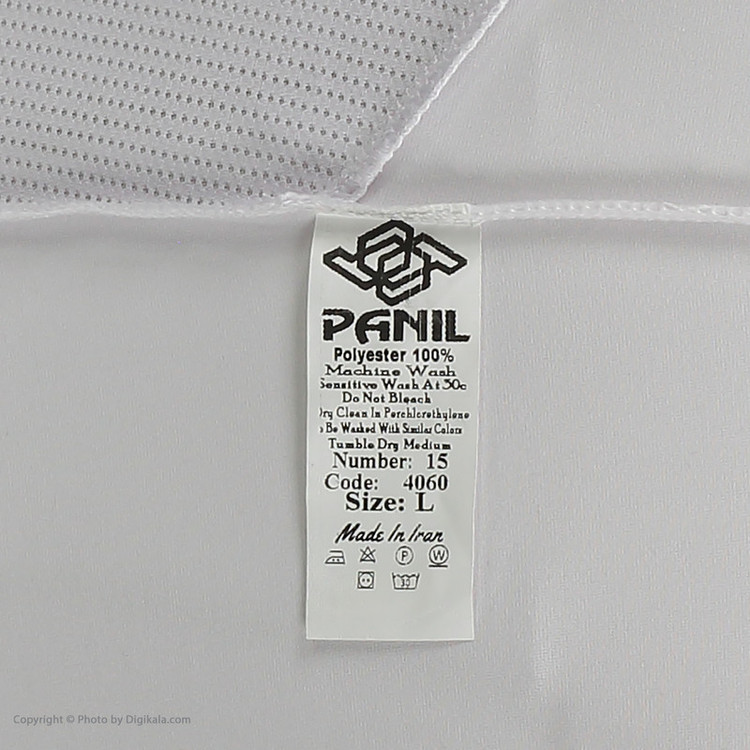 PANIL
Polyester 100%
Machine Wash
Sensitive Wash At 30c
Do Not Bleach
Dry Clean In Perchlorethylene
Be Washed With Similar Colors
Tumble Dry Medium
Number: 15
Code: 4060
Size: L
Made In Iran
P W
Copyright © Photo by Digikala.com